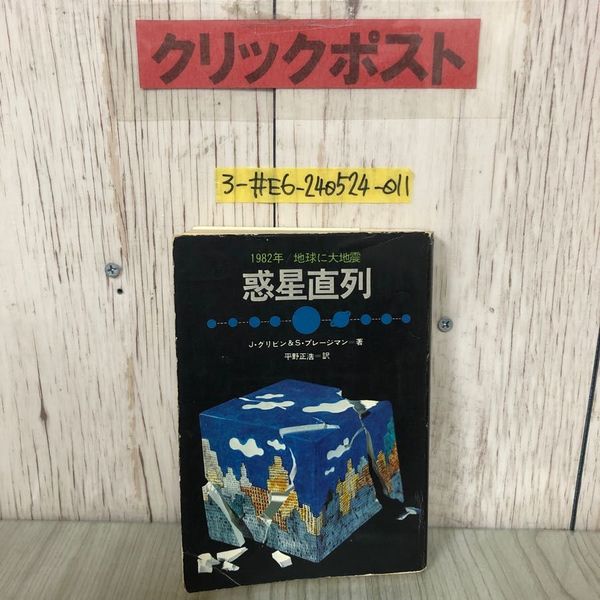 クリックポスト
3-#E6-240524-011
1982年/地球に大地震
惑星直列
J・グリビン&S・プレージマン=著
平野正浩=訳